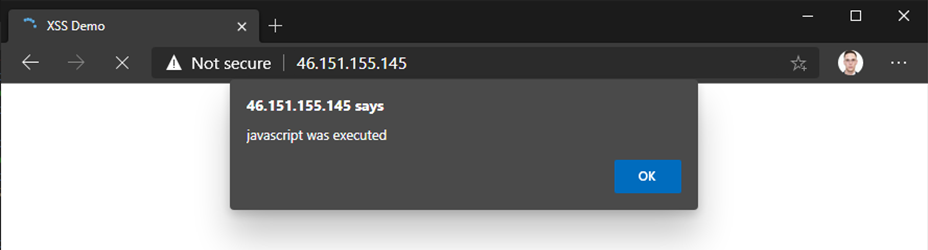 XSS Demo
Not secure 46.151.155.145
46.151.155.145 says
javascript was executed
OK